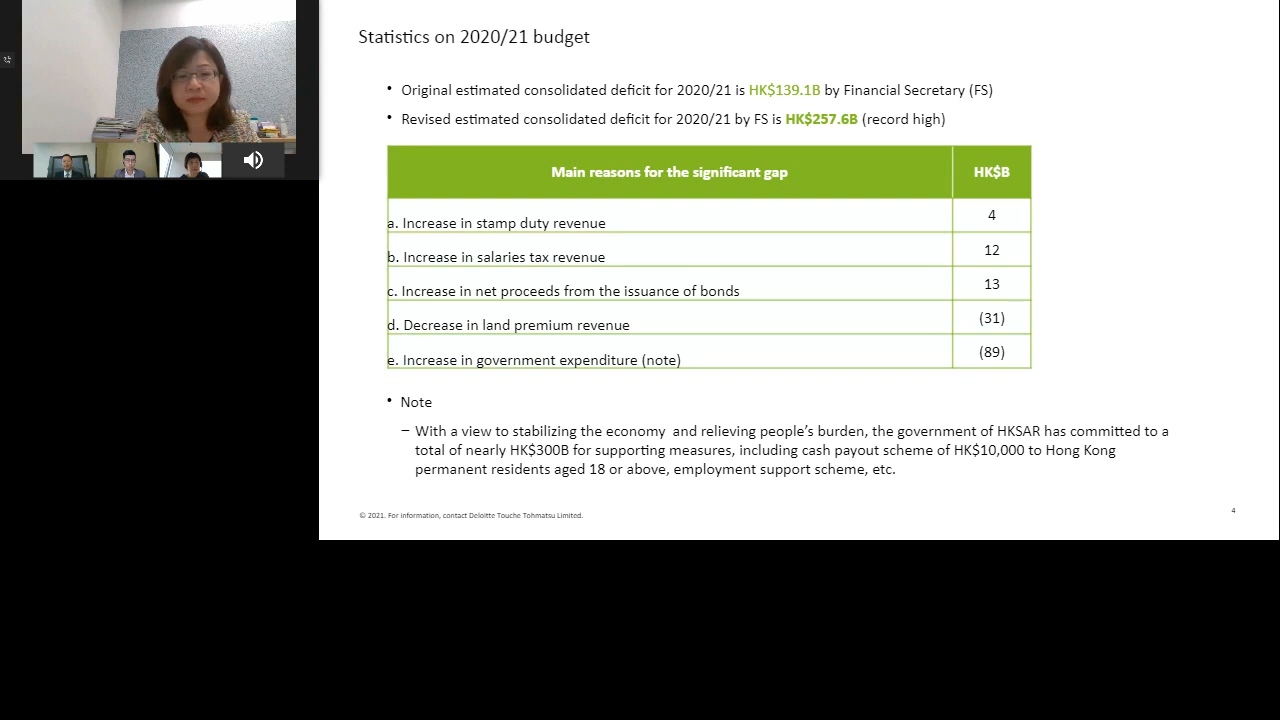 Statistics on 2020/21 budget
• Original estimated consolidated deficit for 2020/21 is HK$139.1B by Financial Secretary (FS)
• Revised estimated consolidated deficit for 2020/21 by FS is HK$257.6B (record high)
Main reasons for the significant gap HK$B
a. Increase in stamp duty revenue 4
b. Increase in salaries tax revenue 12
c. Increase in net proceeds from the issuance of bonds 13
d. Decrease in land premium revenue (31)
e. Increase in government expenditure (note) (89)
• Note
– With a view to stabilizing the economy  and relieving people’s burden, the government of HKSAR has committed to a
total of nearly HK$300B for supporting measures, including cash payout scheme of HK$10,000 to Hong Kong
permanent residents aged 18 or above, employment support scheme, etc.
© 2021. For information, contact Deloitte Touche Tohmatsu Limited.
4